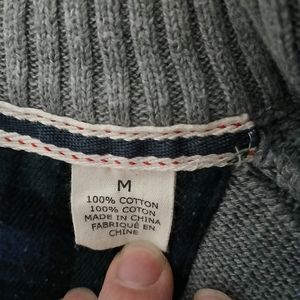 M
100% COTTON
100% COTON
MADE IN CHINA
FABRIQUÉ EN
CHINE